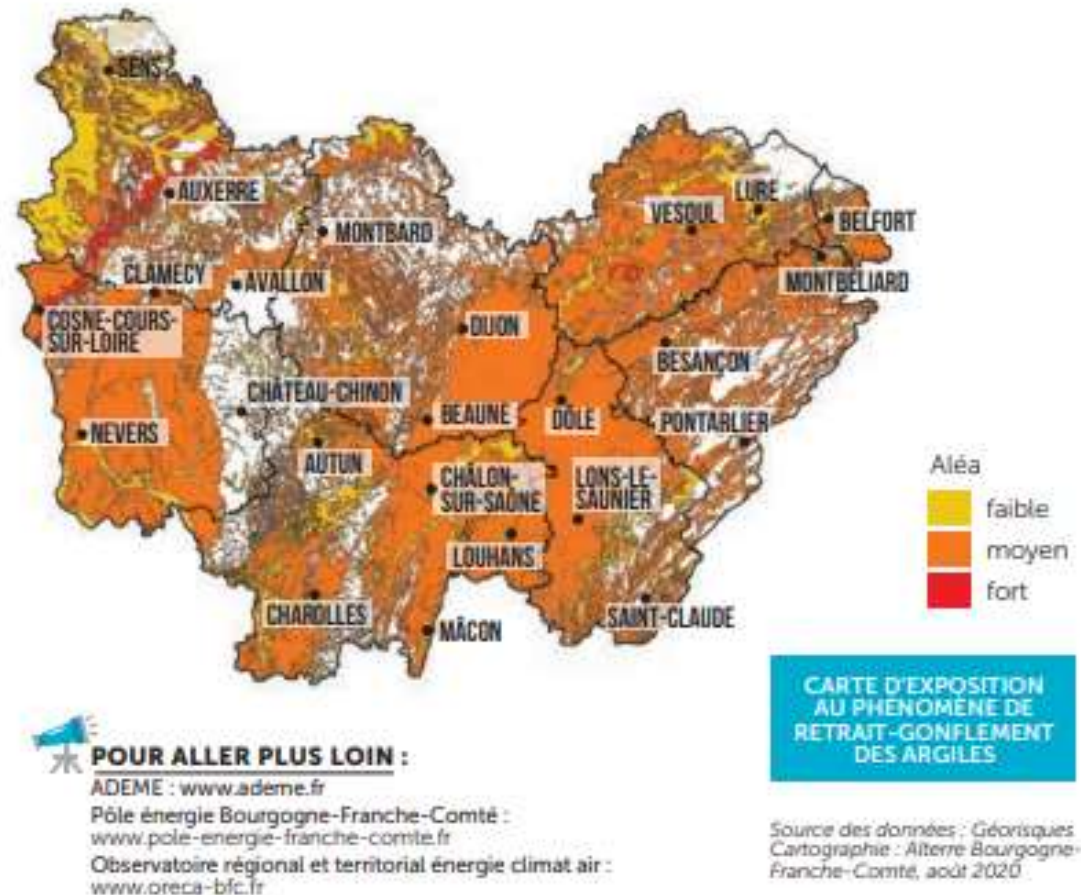 SENS
AUXERRE
MONTBARD
VESOUL
LURE
BELFORT
MONTBÉLIARD
CLAMECY
AVALLON
COSNE-COURS-
SUR-LOIRE
DIJON
BESANÇON
CHÂTEAU-CHINON
BEAUNE
DÔLE
PONTARLIER
NEVERS
AUTUN
CHÂLON-
SUR-SAÔNE
LONS-LE-
SAUNIER
LOUHANS
CHAROLLES
MÂCON
SAINT-CLAUDE
Aléa
faible
moyen
fort
CARTE D'EXPOSITION
AU PHÉNOMÈNE DE
RETRAIT-GONFLEMENT
DES ARGILES
POUR ALLER PLUS LOIN :
ADEME : www.ademe.fr
Pôle énergie Bourgogne-Franche-Comté :
www.pole-energie-franche-comte.fr
Observatoire régional et territorial énergie climat air :
www.oreca-bfc.fr
Source des données : Géorisques
Cartographie : Alterre Bourgogne-
Franche-Comté, août 2020